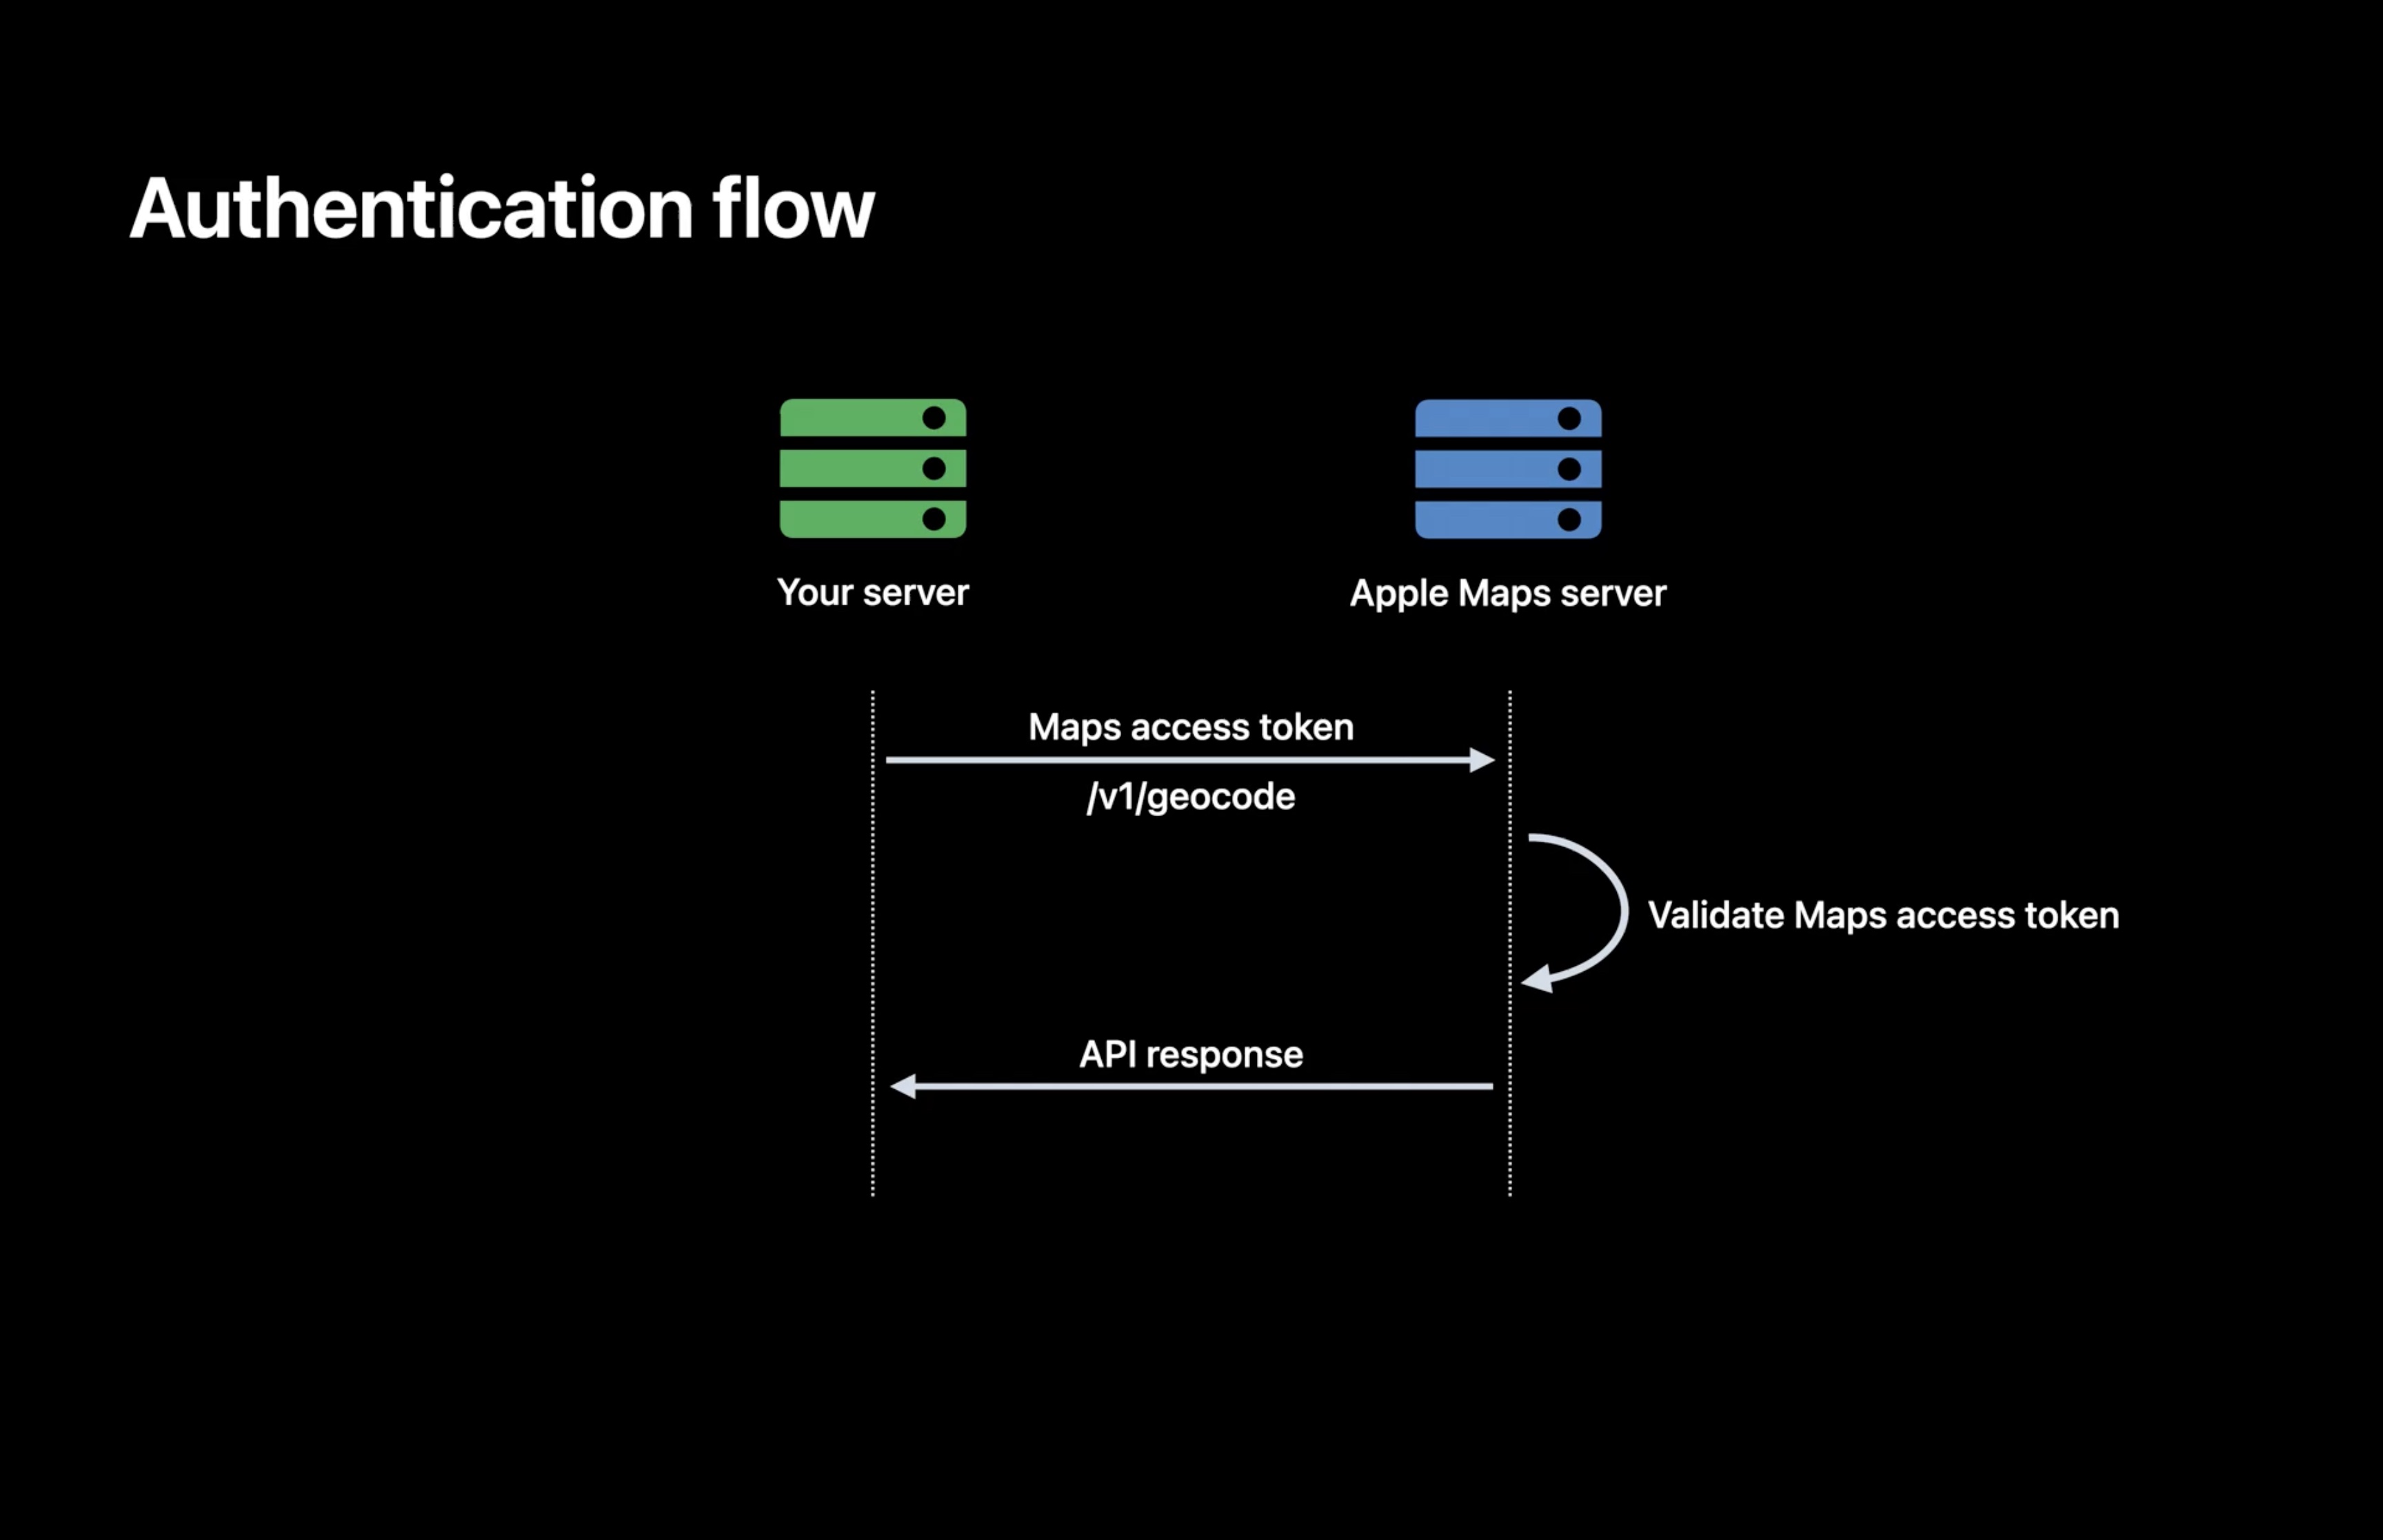 Authentication flow
Your server
Apple Maps server
Maps access token
/v1/geocode
Validate Maps access token
API response